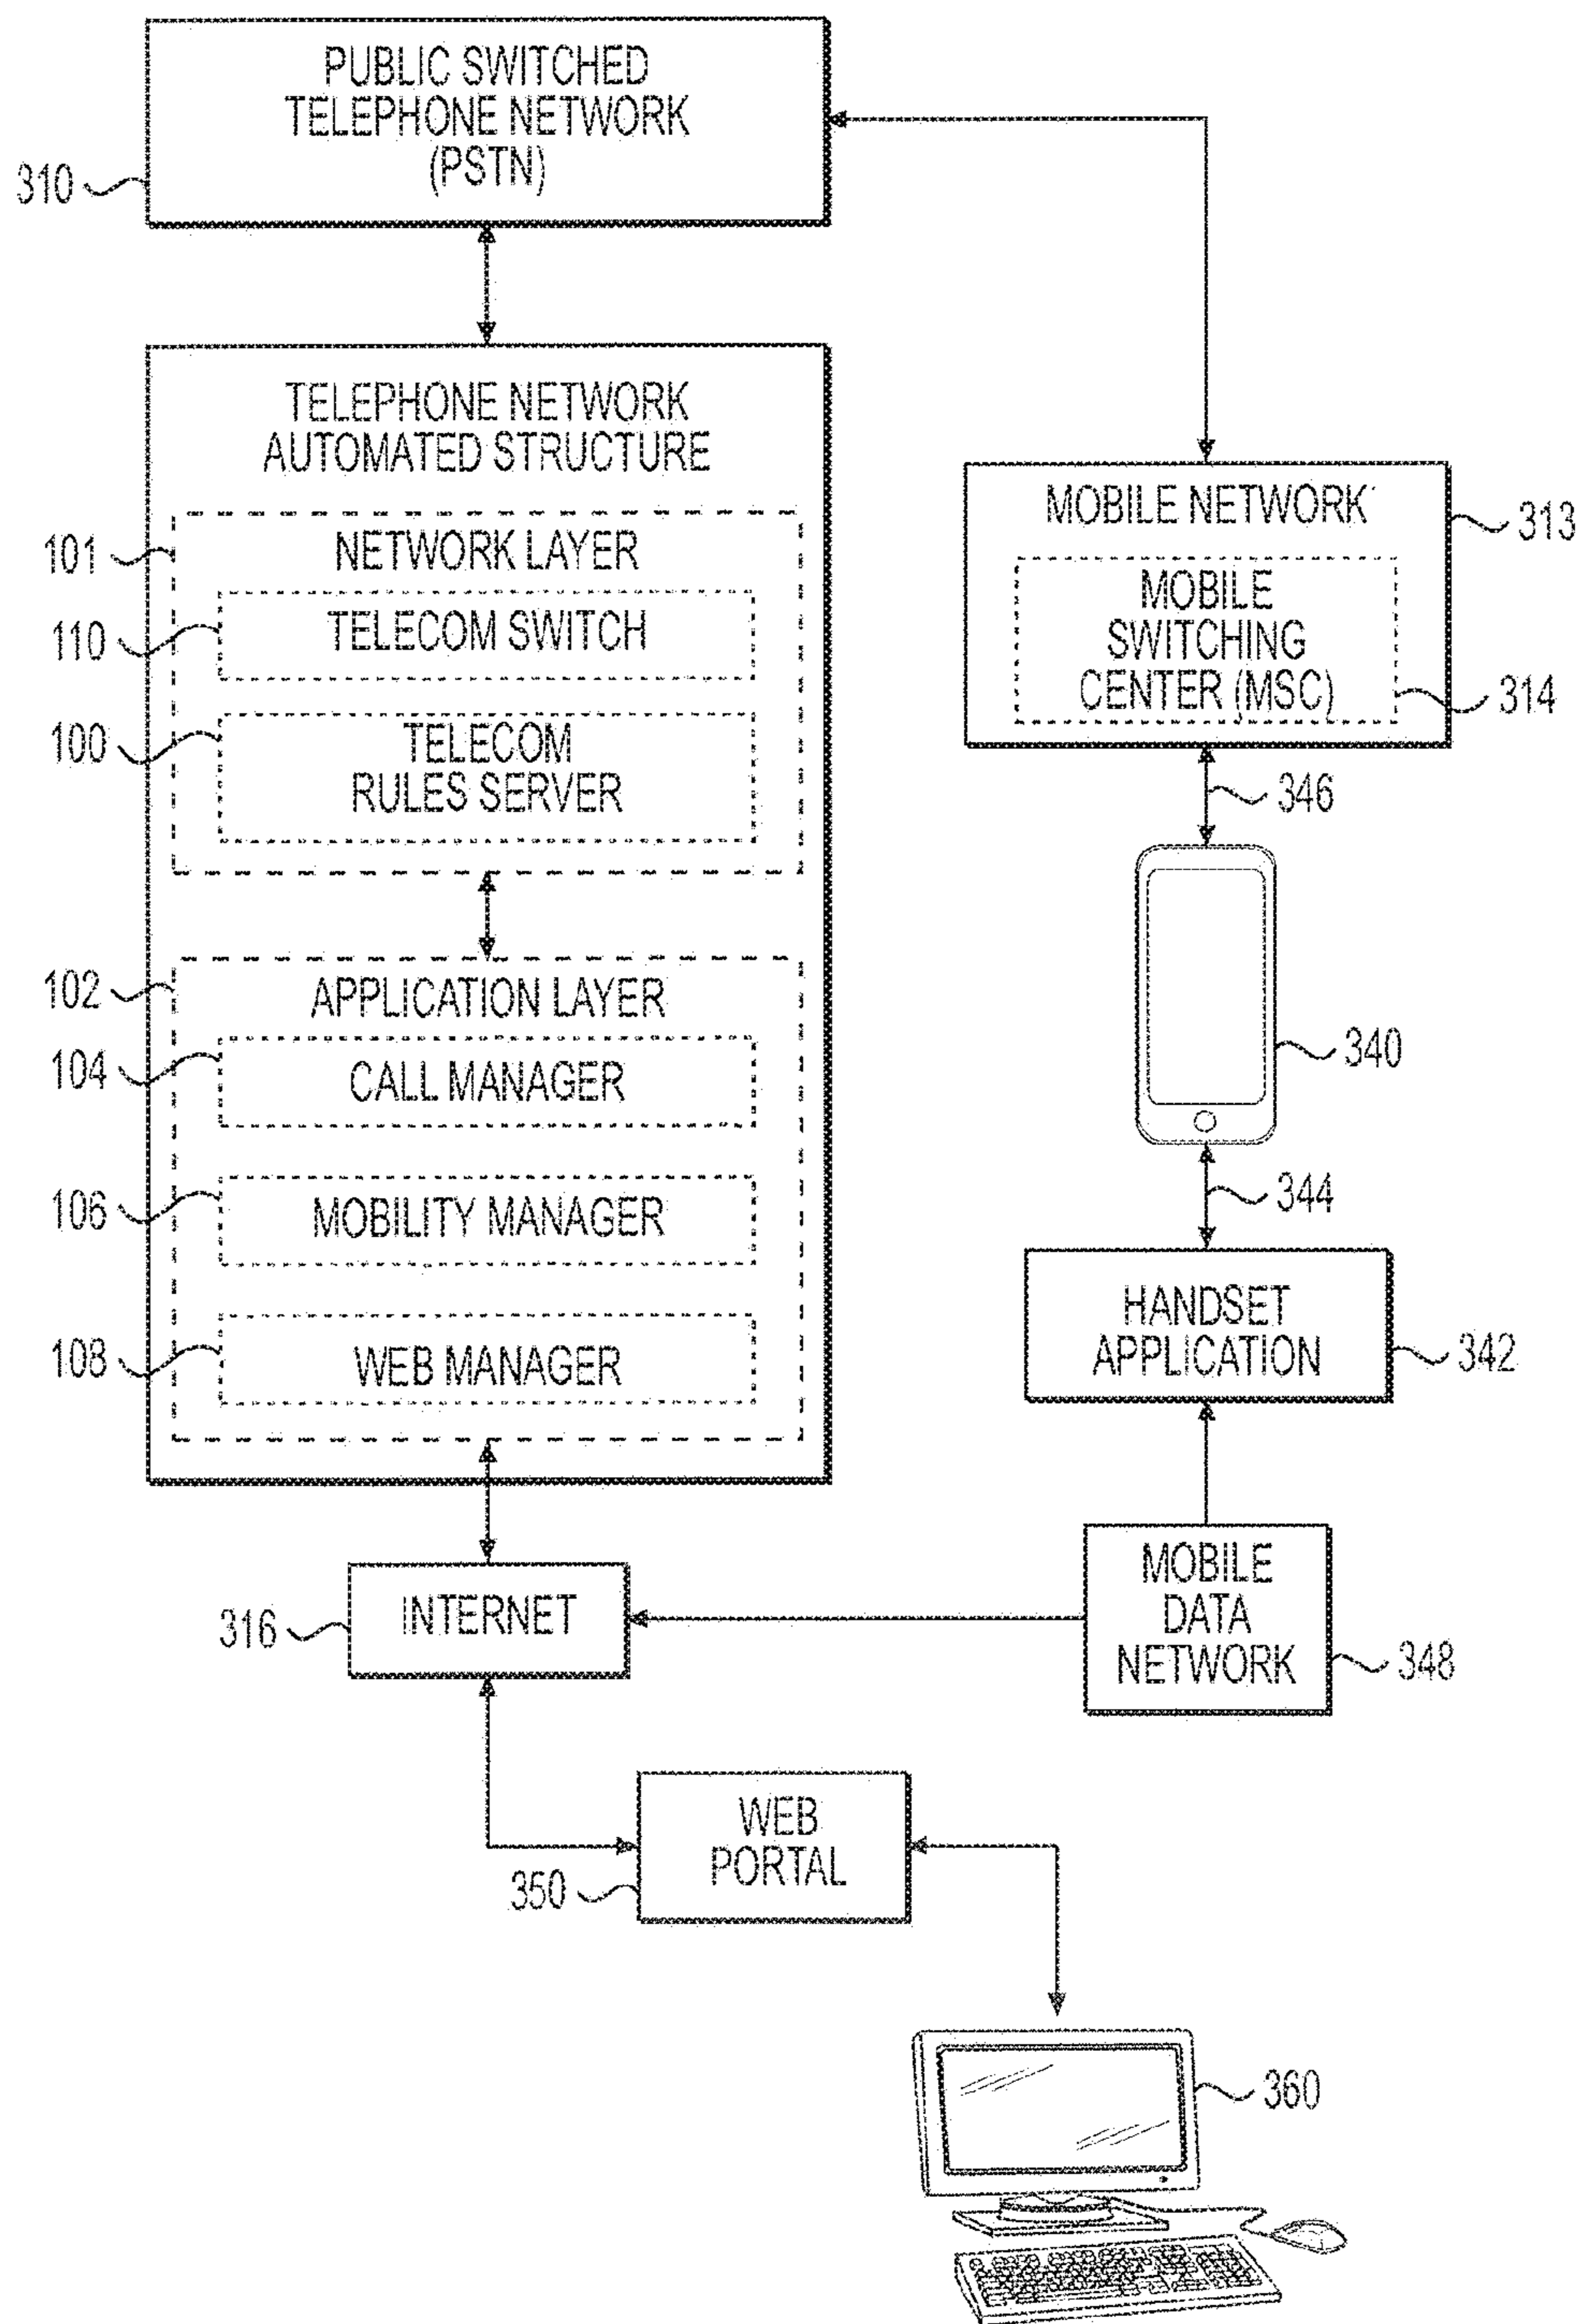 PUBLIC SWITCHED
TELEPHONE NETWORK
(PSTN)
310
TELEPHONE NETWORK
AUTOMATED STRUCTURE
101
NETWORK LAYER
110
TELECOM SWITCH
100
TELECOM
RULES SERVER
102
APPLICATION LAYER
104
CALL MANAGER
106
MOBILITY MANAGER
108
WEB MANAGER
MOBILE NETWORK
313
MOBILE
SWITCHING
CENTER (MSC)
314
346
340
344
HANDSET
APPLICATION
342
316
INTERNET
MOBILE
DATA
NETWORK
348
WEB
PORTAL
350
360